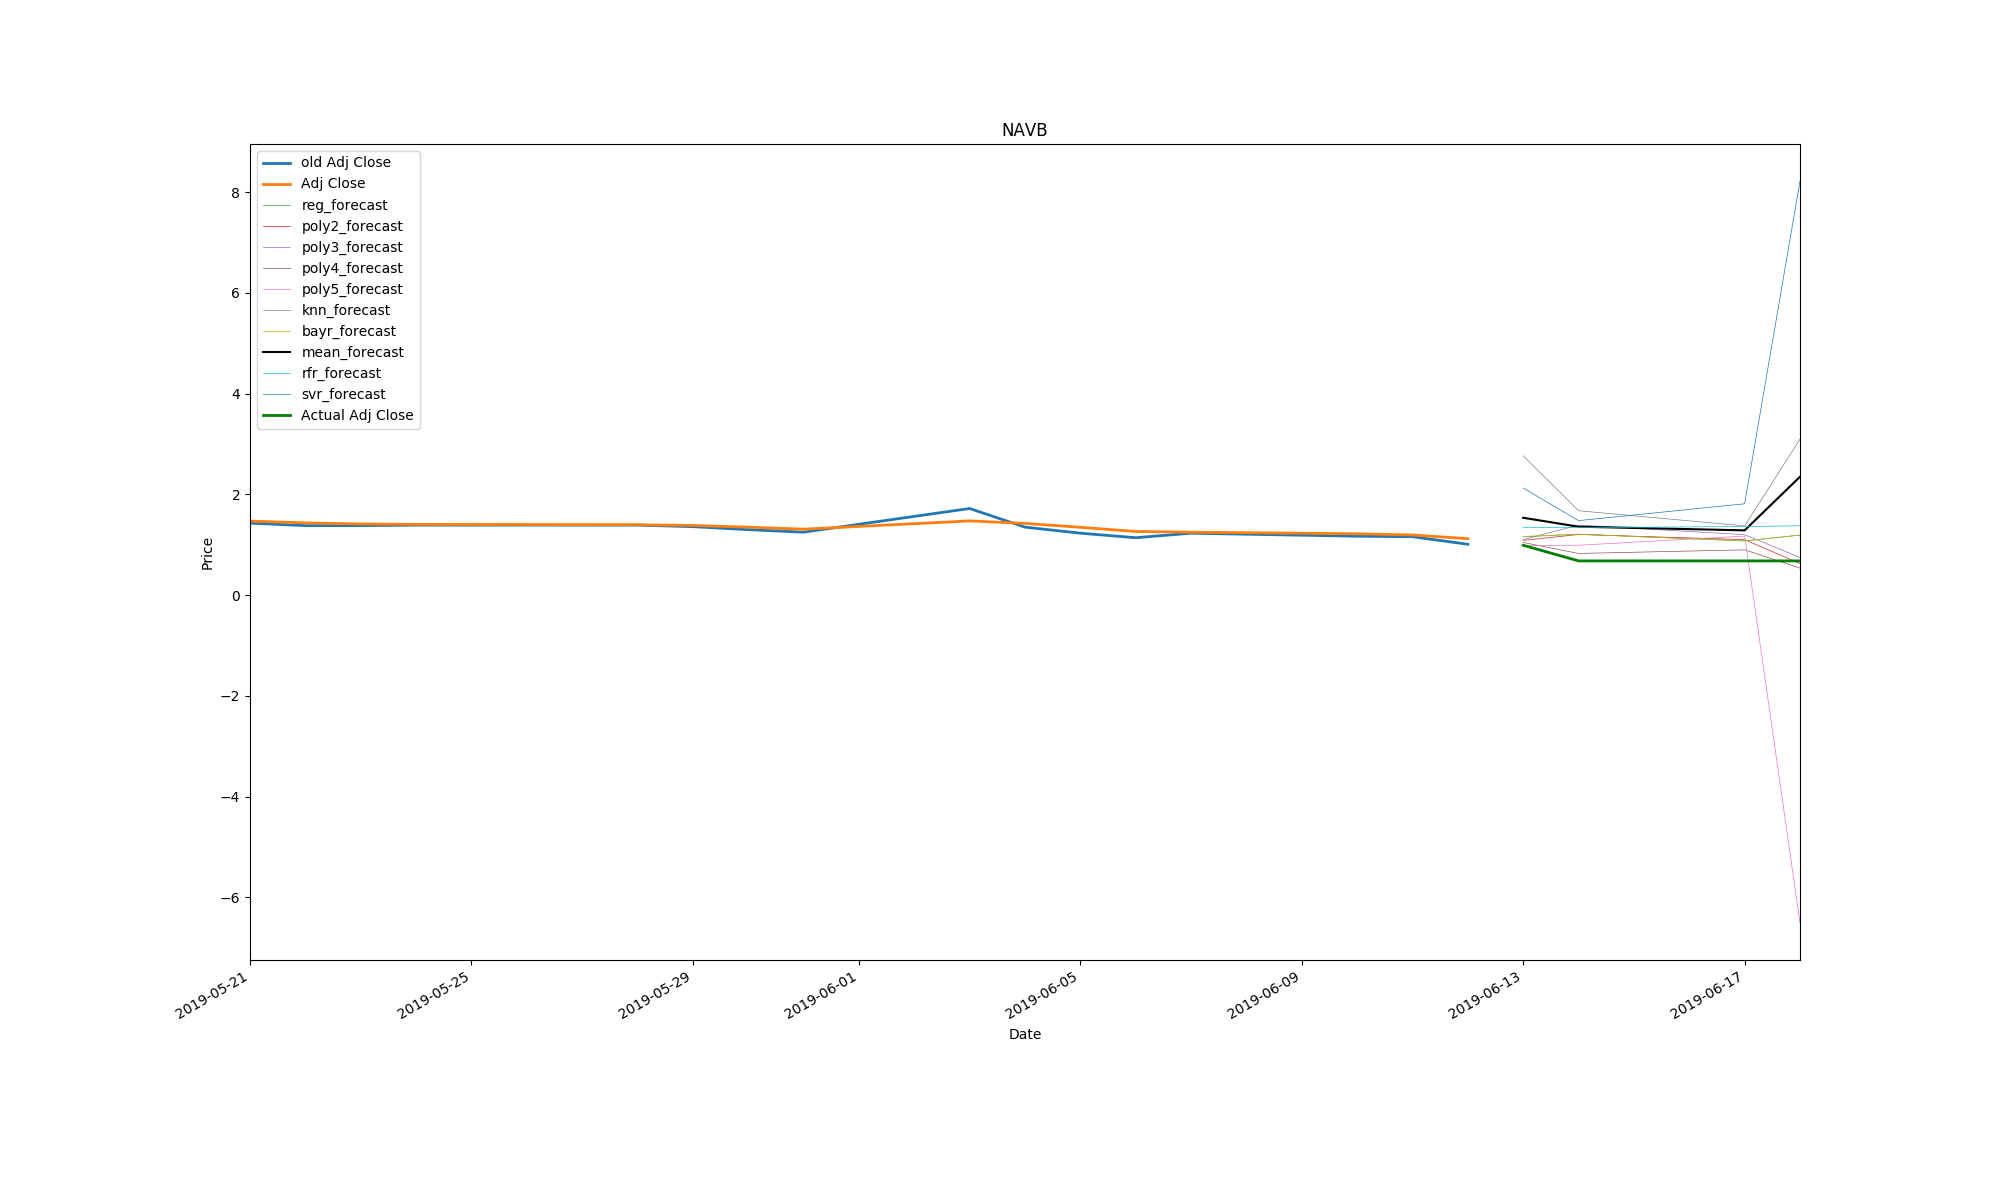 NAVB
old Adj Close
Adj Close
reg_forecast
poly2_forecast
poly3_forecast
poly4_forecast
poly5_forecast
knn_forecast
bayr_forecast
mean_forecast
rfr_forecast
svr_forecast
Actual Adj Close
8
6
4
2
0
−2
−4
−6
Price
2019-05-21
2019-05-25
2019-05-29
2019-06-01
2019-06-05
2019-06-09
2019-06-13
2019-06-17
Date